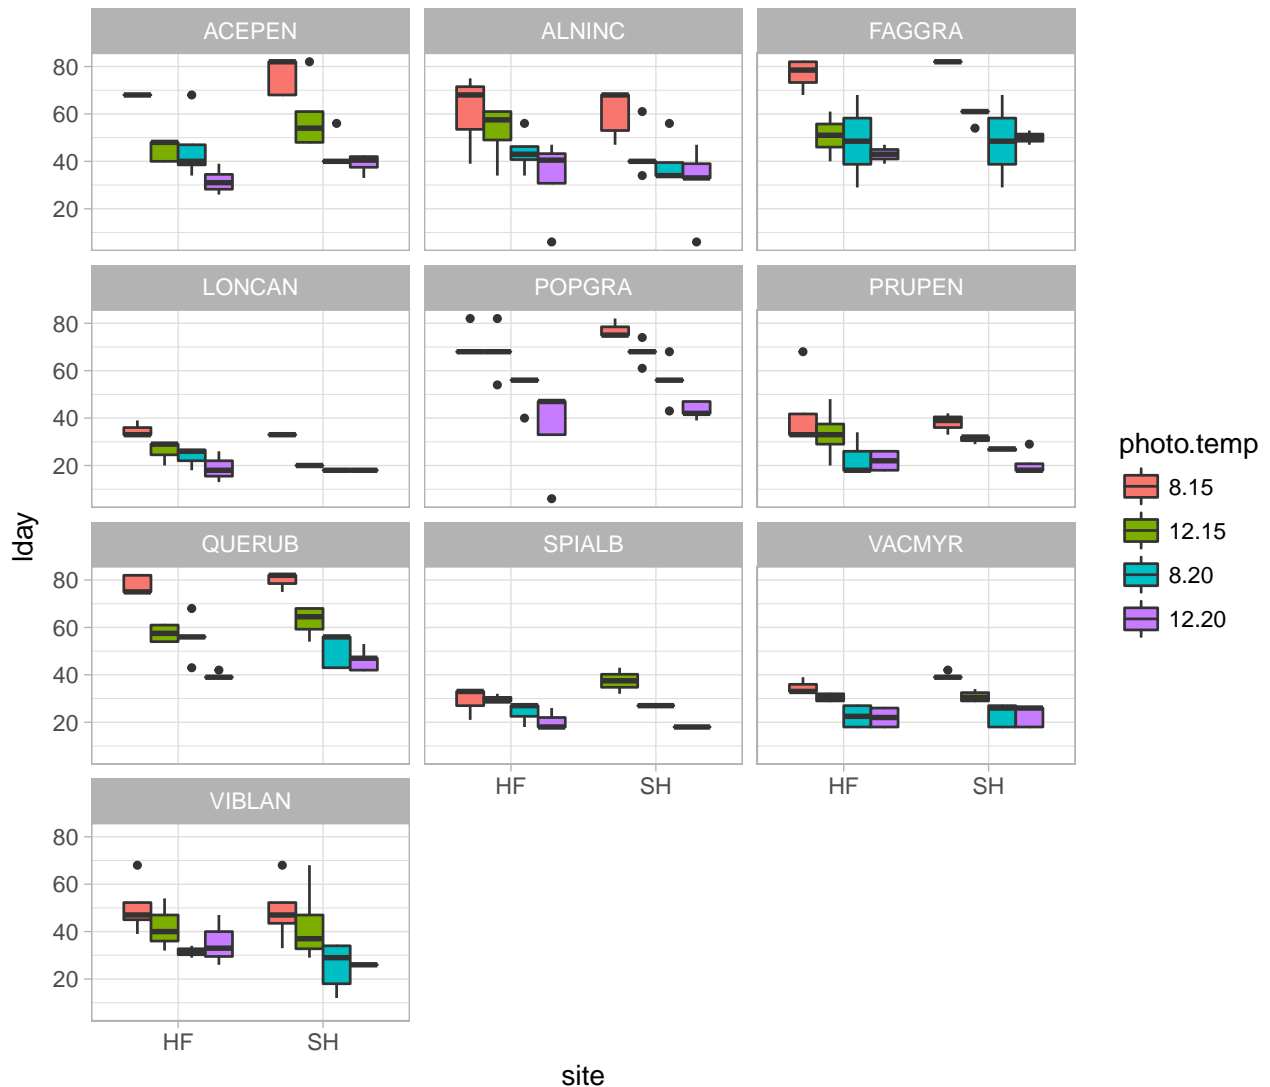 ACEPEN ALNINC FAGGRA
80
60
40
20
LONCAN POPGRA PRUPEN
80
60
40
20
QUERUB SPIALB VACMYR
80
60
40
20
HF SH HF SH
VIBLAN
80
60
40
20
HF SH
site
lday
photo.temp
8.15
12.15
8.20
12.20